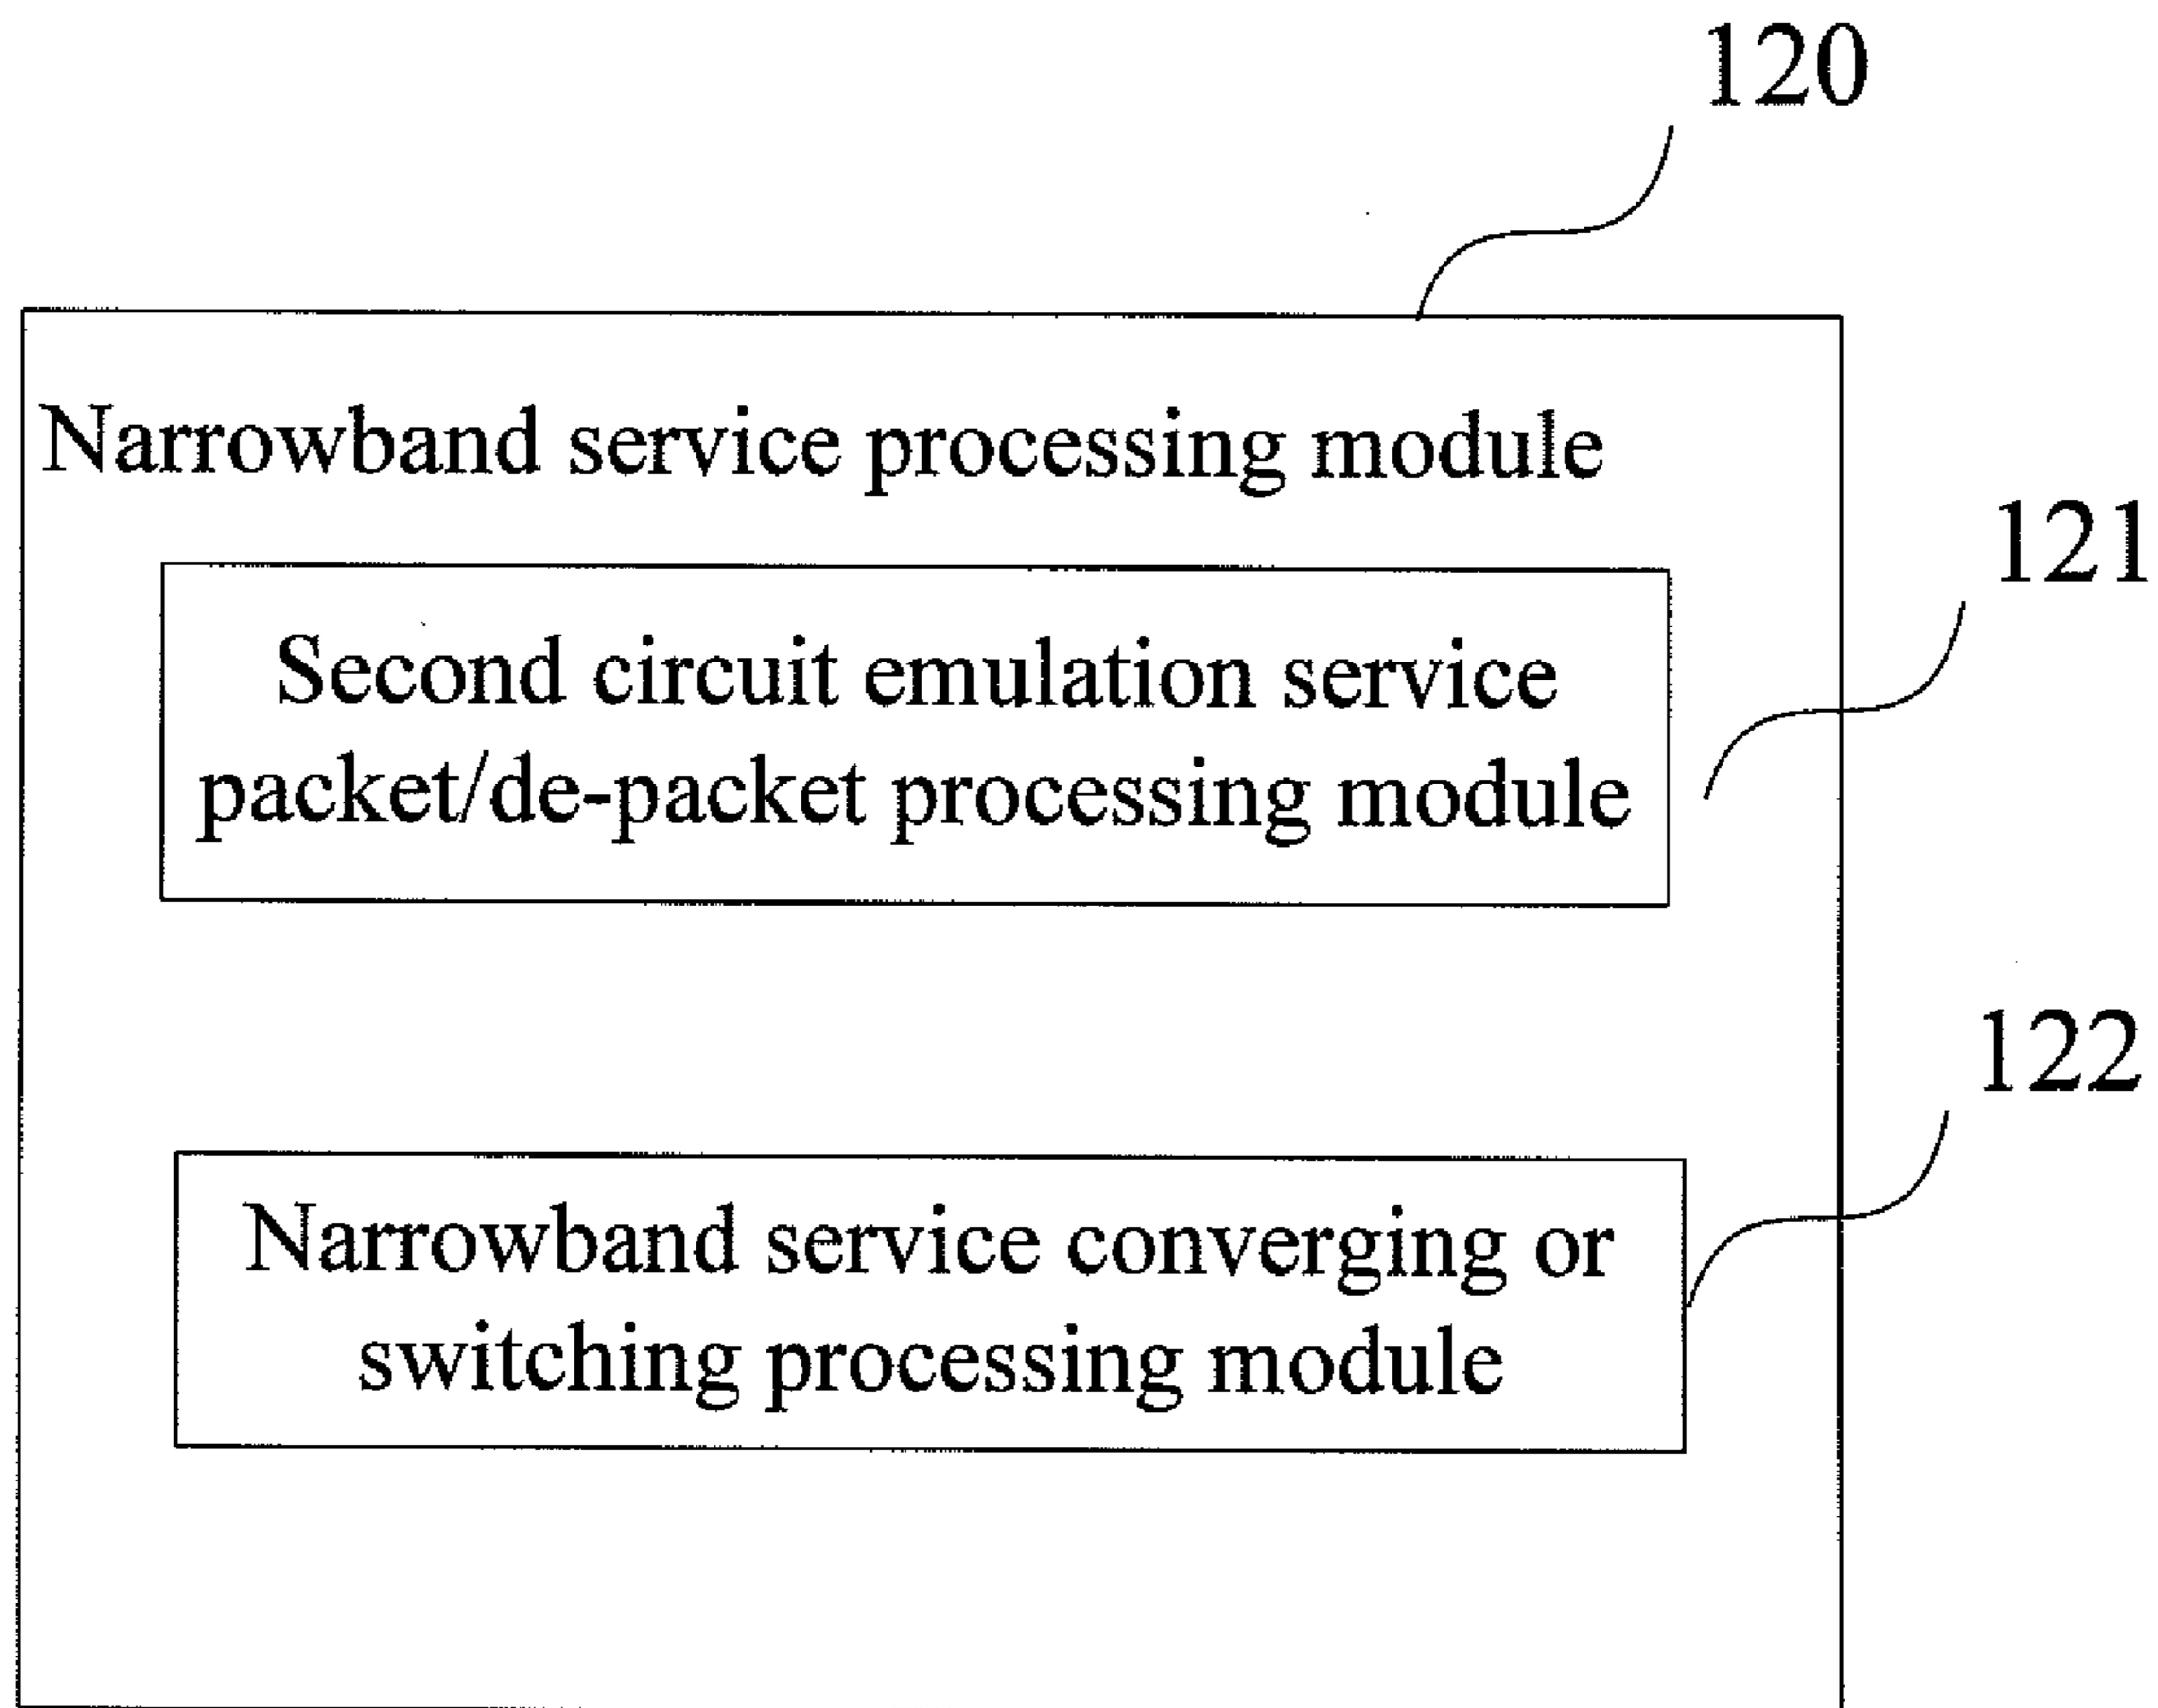 120
Narrowband service processing module
121
Second circuit emulation service
packet/de-packet processing module
122
Narrowband service converging or
switching processing module